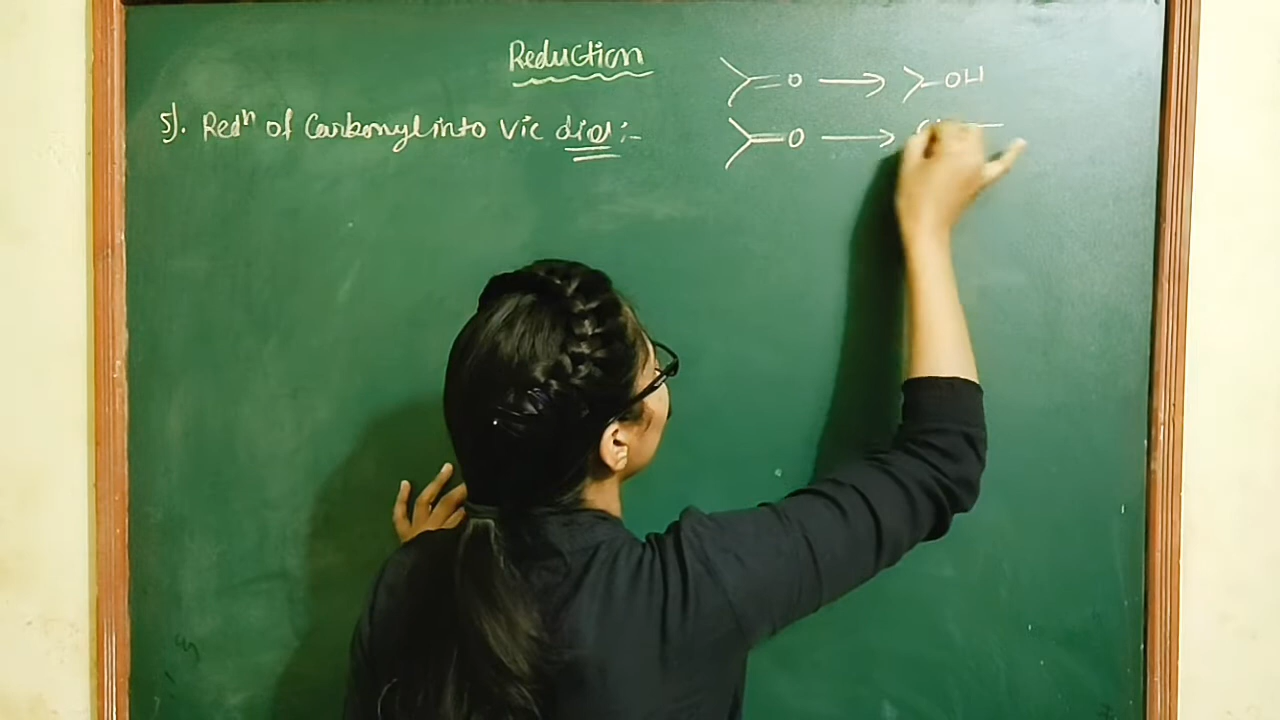 Reduction
=O → >-OH
5). Redⁿ of Carbonyl into Vic diol :-
=O →